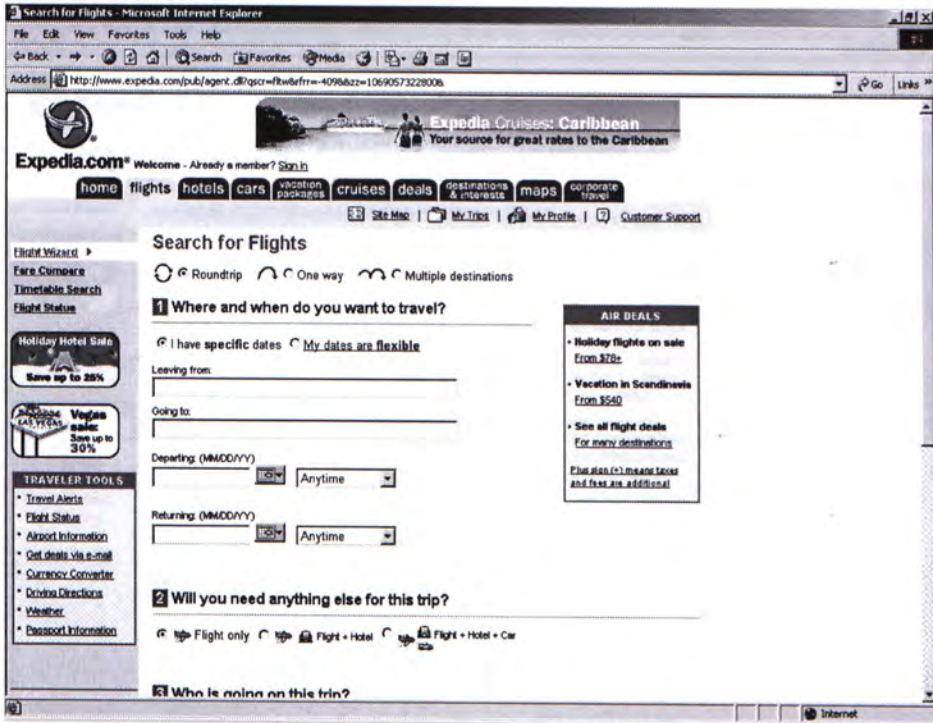 Search for Flights - Microsoft Internet Explorer
File Edit View Favorites Tools Help
Back Search Favorites Media
Address http://www.expedia.com/pub/agent.dll?qscr=fltw&rfrr=-4098&zz=1069057322800& Go Links »
Expedia Cruises: Caribbean
Your source for great rates to the Caribbean
Expedia.com® Welcome - Already a member? Sign in
home flights hotels cars vacation packages cruises deals destinations & interests maps corporate travel
Site Map | My Trips | My Profile | Customer Support
Flight Wizard
Fare Compare
Timetable Search
Flight Status
Holiday Hotel Sale
Save up to 25%
LAS VEGAS
Vegas sale:
Save up to
30%
TRAVELER TOOLS
• Travel Alerts
• Flight Status
• Airport Information
• Get deals via e-mail
• Currency Converter
• Driving Directions
• Weather
• Passport Information
Search for Flights
Roundtrip One way Multiple destinations
1 Where and when do you want to travel?
I have specific dates My dates are flexible
Leaving from:
Going to:
Departing: (MM/DD/YY)
Anytime
Returning: (MM/DD/YY)
Anytime
2 Will you need anything else for this trip?
Flight only Flight + Hotel Flight + Hotel + Car
3 Who is going on this trip?
AIR DEALS
• Holiday flights on sale
From $78+
• Vacation in Scandinavia
From $540
• See all flight deals
For many destinations
Plus sign (+) means taxes
and fees are additional
Internet